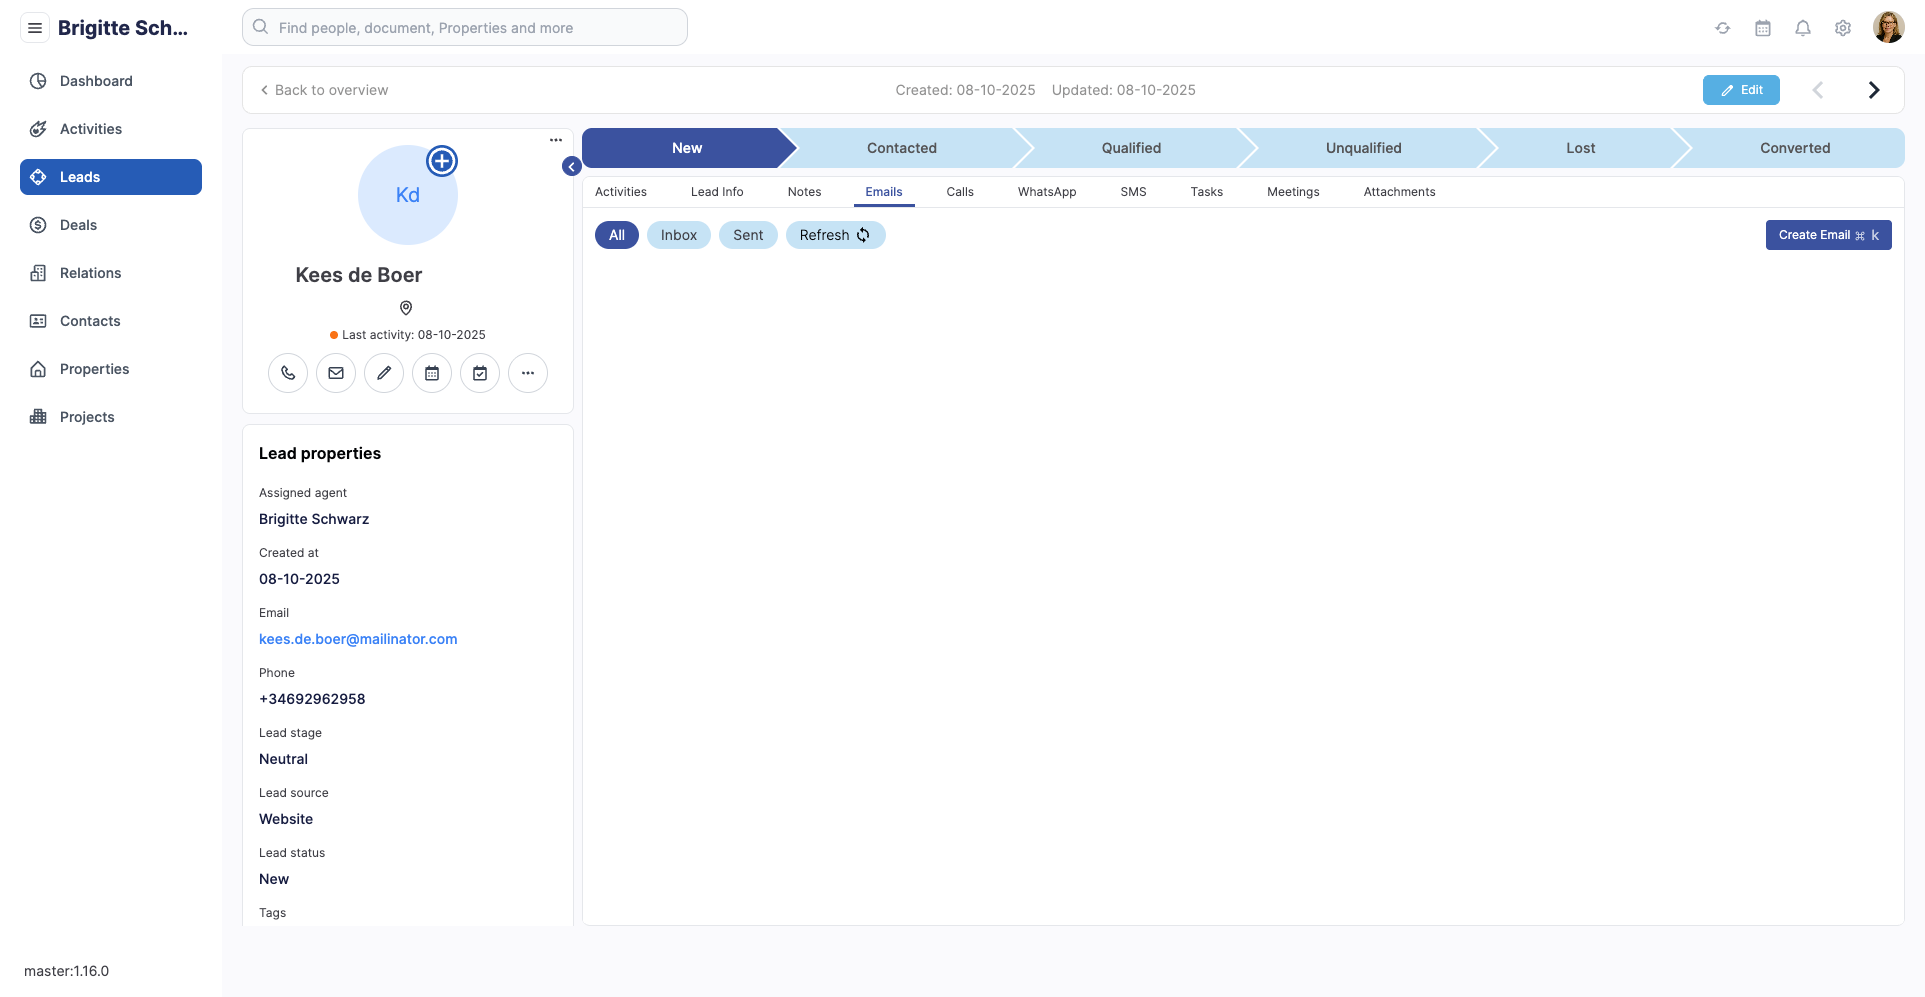 Brigitte Sch...
Find people, document, Properties and more
Dashboard
Activities
Leads
Deals
Relations
Contacts
Properties
Projects
master:1.16.0
Back to overview
Created: 08-10-2025 Updated: 08-10-2025
Edit
Kd
Kees de Boer
Last activity: 08-10-2025
Lead properties
Assigned agent
Brigitte Schwarz
Created at
08-10-2025
Email
kees.de.boer@mailinator.com
Phone
+34692962958
Lead stage
Neutral
Lead source
Website
Lead status
New
Tags
New Contacted Qualified Unqualified Lost Converted
Activities Lead Info Notes Emails Calls WhatsApp SMS Tasks Meetings Attachments
All Inbox Sent Refresh
Create Email ⌘ k